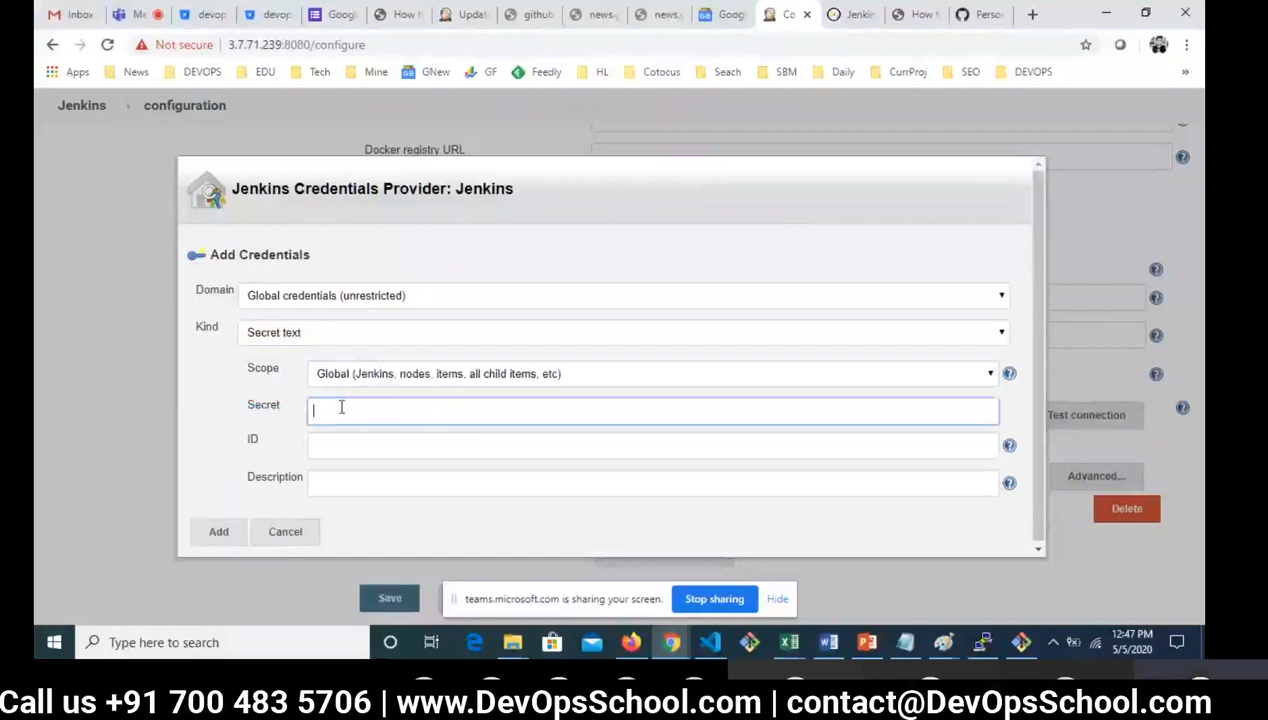 Inbox
Me
devop
devop
Googl
How t
Updat
github
news.
news.
Googl
Co
Jenkin
How t
Perso
Not secure
3.7.71.239:8080/configure
Apps
News
DEVOPS
EDU
Tech
Mine
GNew
GF
Feedly
HL
Cotocus
Seach
SBM
Daily
CurrProj
SEO
DEVOPS
»
Jenkins
configuration
Docker registry URL
Jenkins Credentials Provider: Jenkins
Add Credentials
Domain
Global credentials (unrestricted)
Kind
Secret text
Scope
Global (Jenkins, nodes, items, all child items, etc)
Secret
ID
Description
Add
Cancel
Test connection
Advanced...
Delete
Save
teams.microsoft.com is sharing your screen.
Stop sharing
Hide
Type here to search
12:47 PM
5/5/2020
Call us +91 700 483 5706 | www.DevOpsSchool.com | contact@DevOpsSchool.com